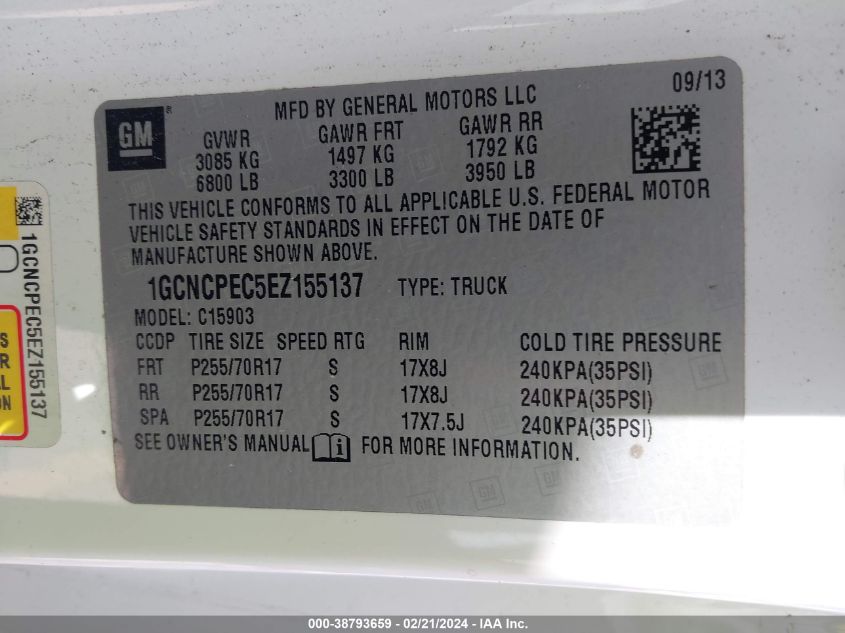 09/13
GM
®
MFD BY GENERAL MOTORS LLC
GVWR GAWR FRT GAWR RR
3085 KG 1497 KG 1792 KG
6800 LB 3300 LB 3950 LB
THIS VEHICLE CONFORMS TO ALL APPLICABLE U.S. FEDERAL MOTOR
VEHICLE SAFETY STANDARDS IN EFFECT ON THE DATE OF
MANUFACTURE SHOWN ABOVE.
1GCNCPEC5EZ155137 TYPE: TRUCK
MODEL: C15903
CCDP TIRE SIZE SPEED RTG RIM COLD TIRE PRESSURE
FRT P255/70R17 S 17X8J 240KPA(35PSI)
RR P255/70R17 S 17X8J 240KPA(35PSI)
SPA P255/70R17 S 17X7.5J 240KPA(35PSI)
SEE OWNER'S MANUAL i FOR MORE INFORMATION.
1GCNCPEC5EZ155137
S
R
LL
ON
000-38793659 - 02/21/2024 - IAAI Inc.